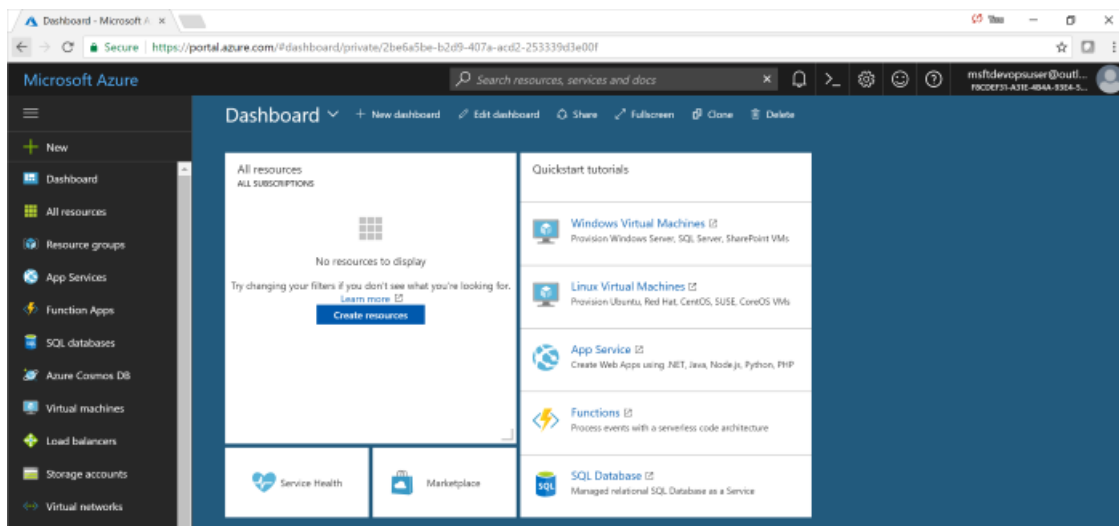 Dashboard - Microsoft A
Secure | https://portal.azure.com/#dashboard/private/2be6a5be-b2d9-407a-acd2-253339d3e00f
Microsoft Azure
Search resources, services and docs
msftdevopsuser@outl...
Dashboard
New dashboard
Edit dashboard
Share
Fullscreen
Clone
Delete
New
Dashboard
All resources
Resource groups
App Services
Function Apps
SQL databases
Azure Cosmos DB
Virtual machines
Load balancers
Storage accounts
Virtual networks
All resources
ALL SUBSCRIPTIONS
No resources to display
Try changing your filters if you don't see what you're looking for.
Learn more
Create resources
Service Health
Marketplace
Quickstart tutorials
Windows Virtual Machines
Provision Windows Server, SQL Server, SharePoint VMs
Linux Virtual Machines
Provision Ubuntu, Red Hat, CentOS, SUSE, CoreOS VMs
App Service
Create Web Apps using .NET, Java, Node.js, Python, PHP
Functions
Process events with a serverless code architecture
SQL
SQL Database
Managed relational SQL Database as a Service